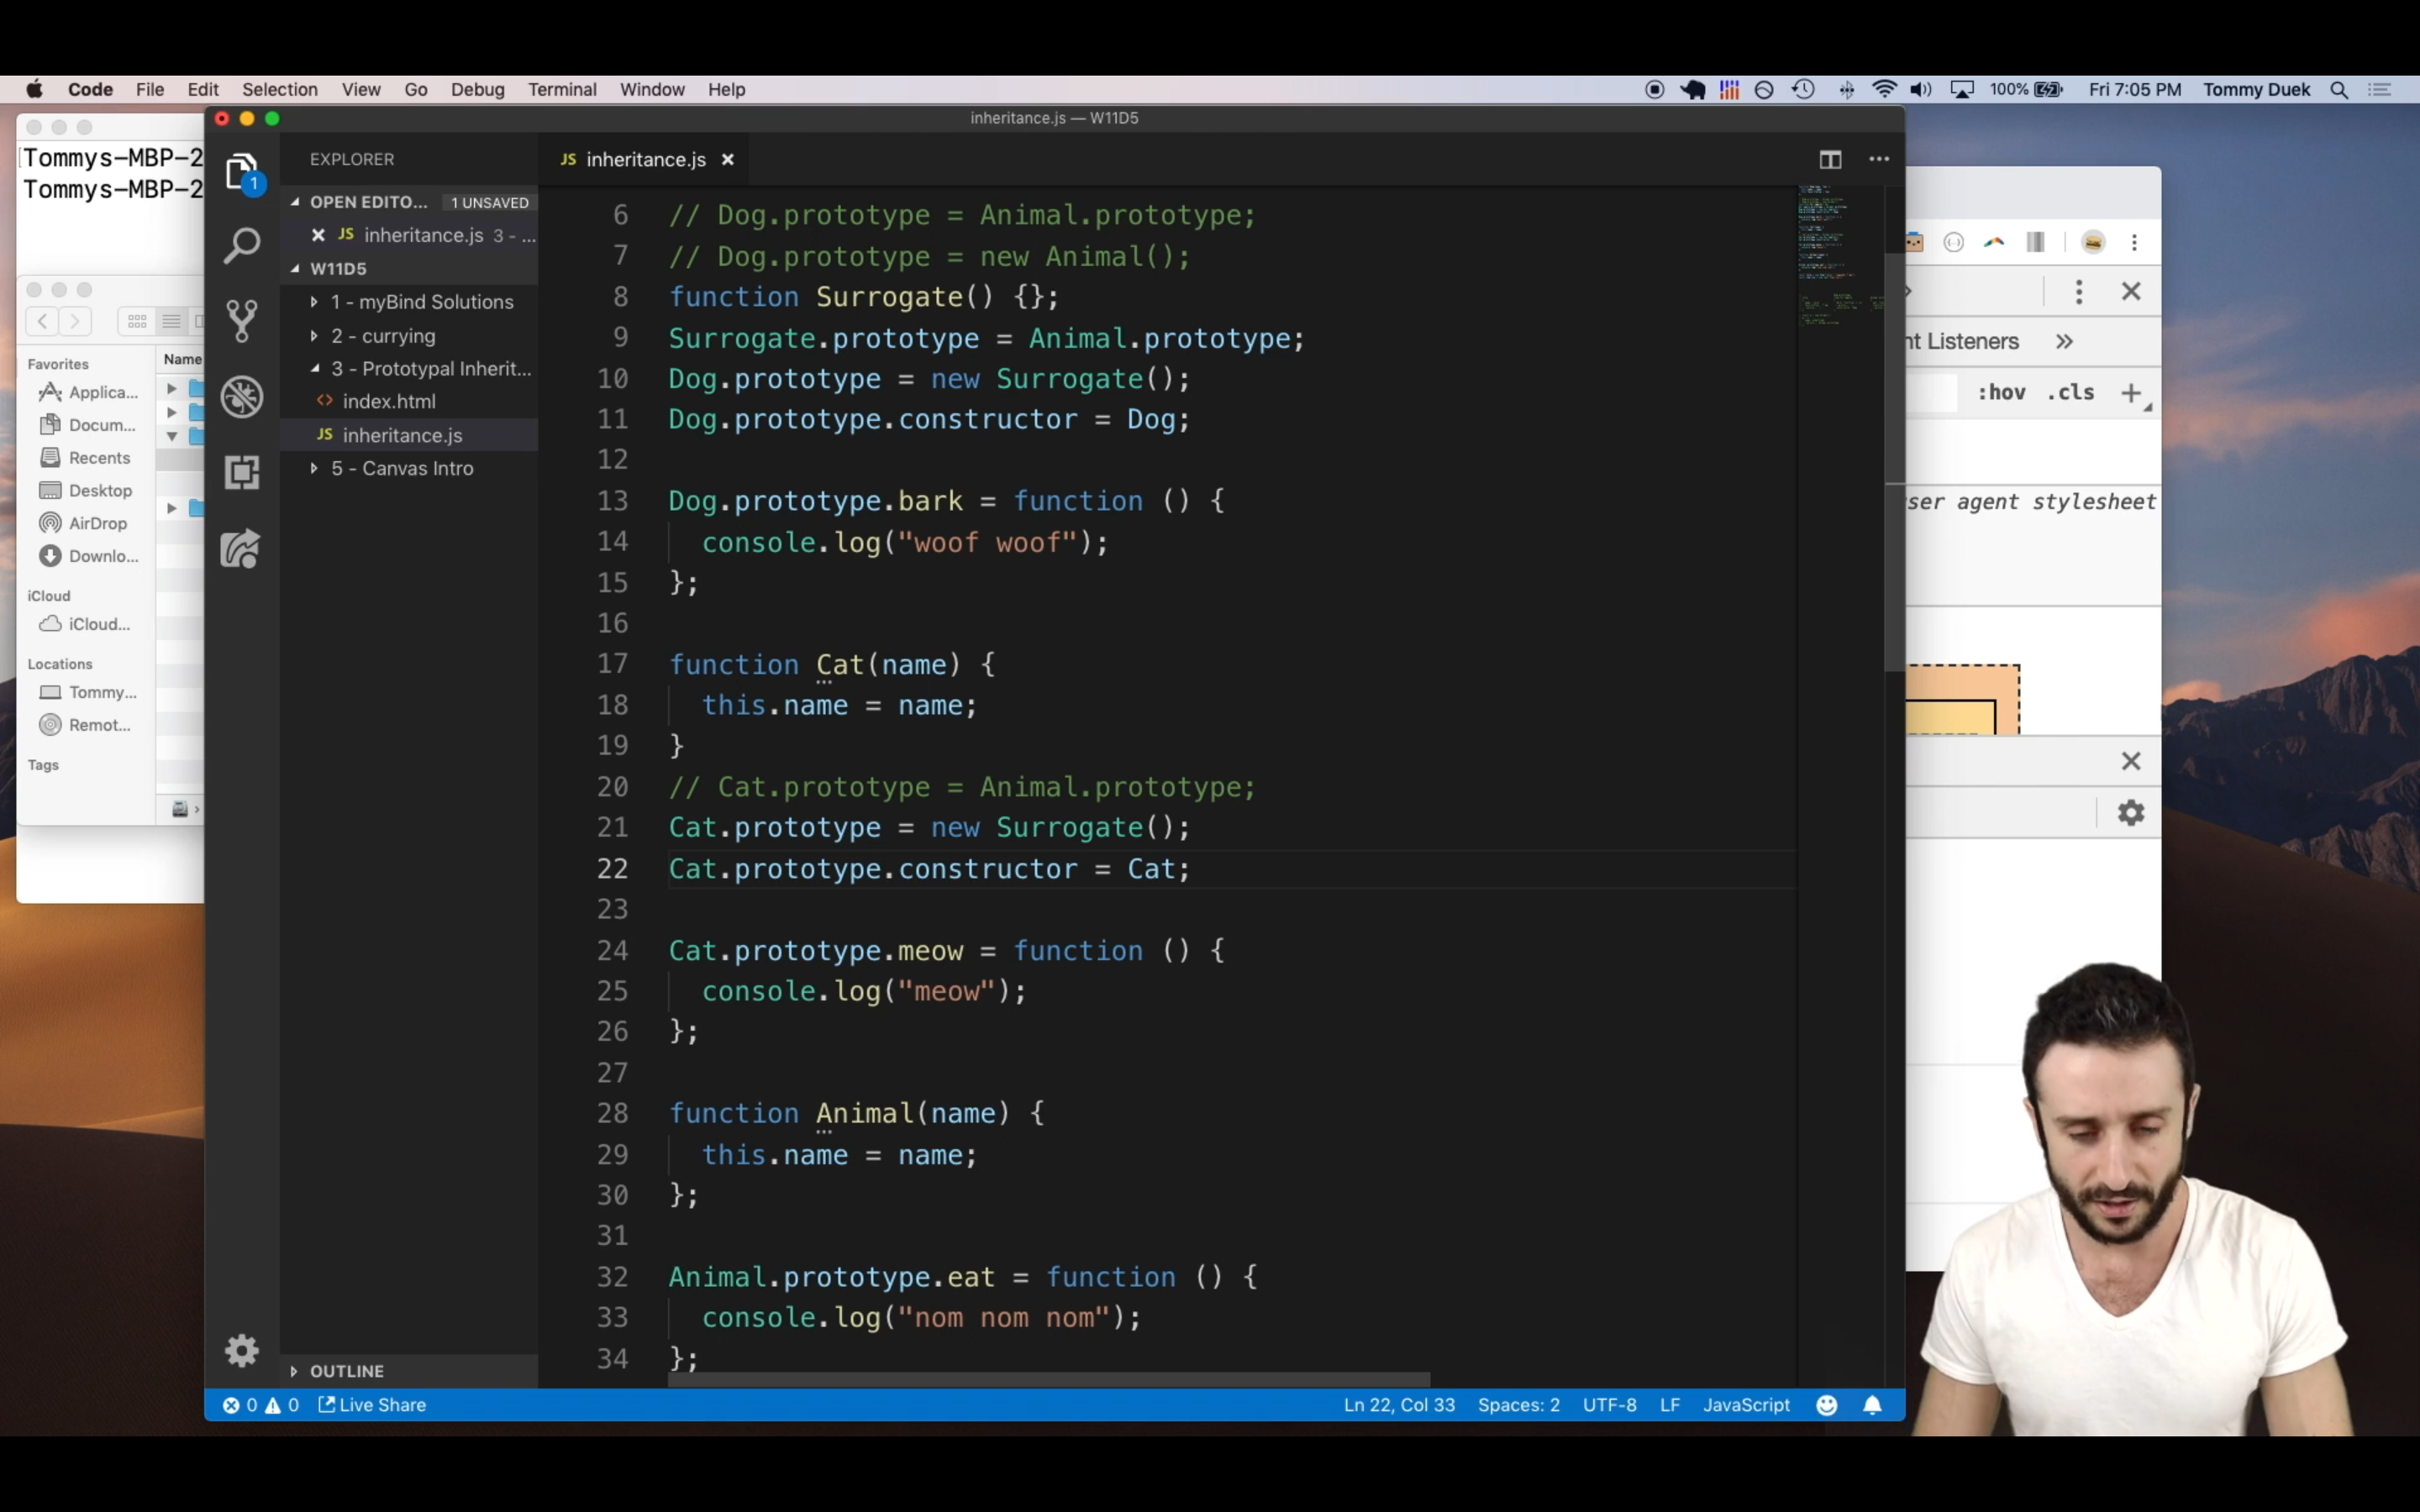 Code File Edit Selection View Go Debug Terminal Window Help
100% Fri 7:05 PM Tommy Duek
Tommys-MBP-2
Tommys-MBP-2
Favorites
Applica...
Docum...
Recents
Desktop
AirDrop
Downlo...
iCloud
iCloud...
Locations
Tommy...
Remot...
Tags
Name
inheritance.js — W11D5
EXPLORER
OPEN EDITO... 1 UNSAVED
JS inheritance.js 3 - ...
W11D5
1 - myBind Solutions
2 - currying
3 - Prototypal Inherit...
<> index.html
JS inheritance.js
5 - Canvas Intro
OUTLINE
1
JS inheritance.js
6 // Dog.prototype = Animal.prototype;
7 // Dog.prototype = new Animal();
8 function Surrogate() {};
9 Surrogate.prototype = Animal.prototype;
10 Dog.prototype = new Surrogate();
11 Dog.prototype.constructor = Dog;
12
13 Dog.prototype.bark = function () {
14 console.log("woof woof");
15 };
16
17 function Cat(name) {
18 this.name = name;
19 }
20 // Cat.prototype = Animal.prototype;
21 Cat.prototype = new Surrogate();
22 Cat.prototype.constructor = Cat;
23
24 Cat.prototype.meow = function () {
25 console.log("meow");
26 };
27
28 function Animal(name) {
29 this.name = name;
30 };
31
32 Animal.prototype.eat = function () {
33 console.log("nom nom nom");
34 };
0 0 Live Share
Ln 22, Col 33 Spaces: 2 UTF-8 LF JavaScript
nt Listeners »
:hov .cls +
ser agent stylesheet